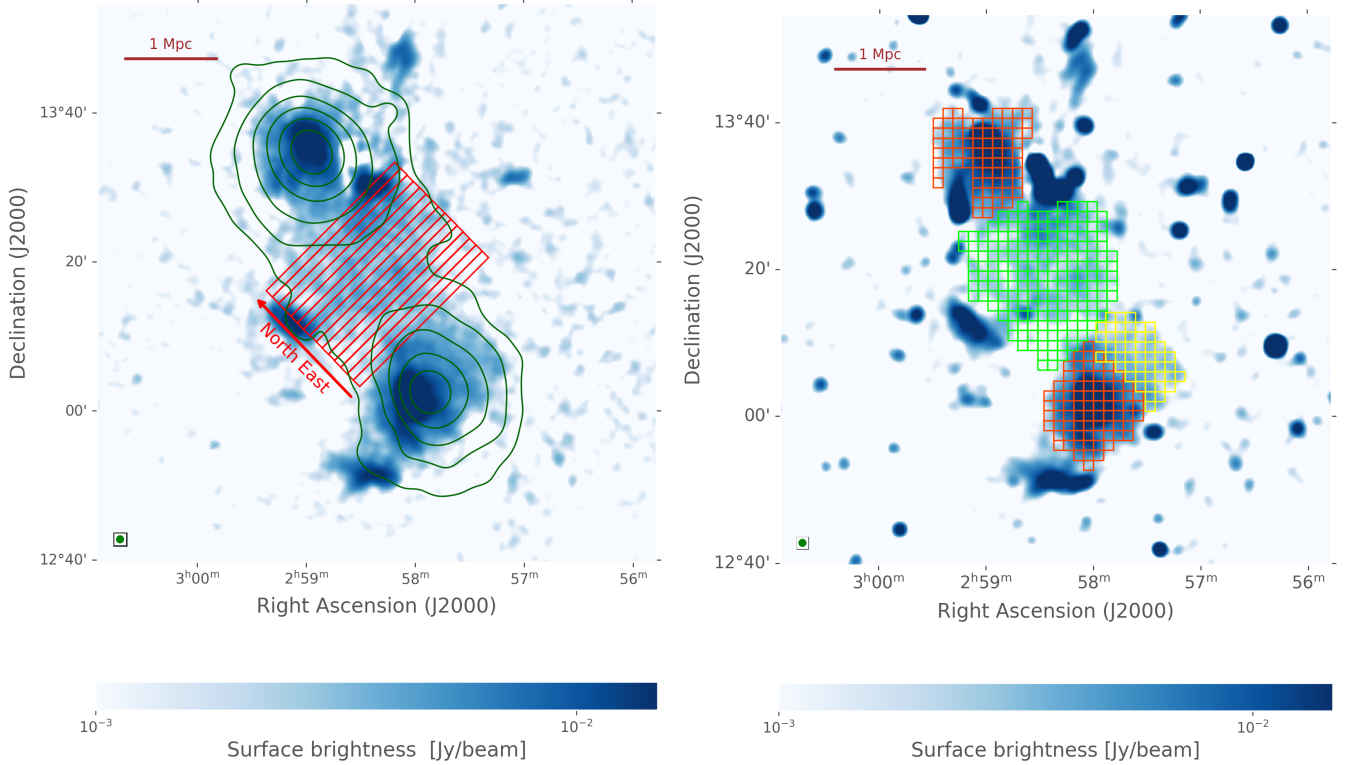 1 Mpc
13°40'
20'
00'
12°40'
Declination (J2000)
North East
3ʰ00ᵐ
2ʰ59ᵐ
58ᵐ
57ᵐ
56ᵐ
Right Ascension (J2000)
10⁻³
10⁻²
Surface brightness [Jy/beam]
1 Mpc
13°40'
20'
00'
12°40'
Declination (J2000)
3ʰ00ᵐ
2ʰ59ᵐ
58ᵐ
57ᵐ
56ᵐ
Right Ascension (J2000)
10⁻³
10⁻²
Surface brightness [Jy/beam]